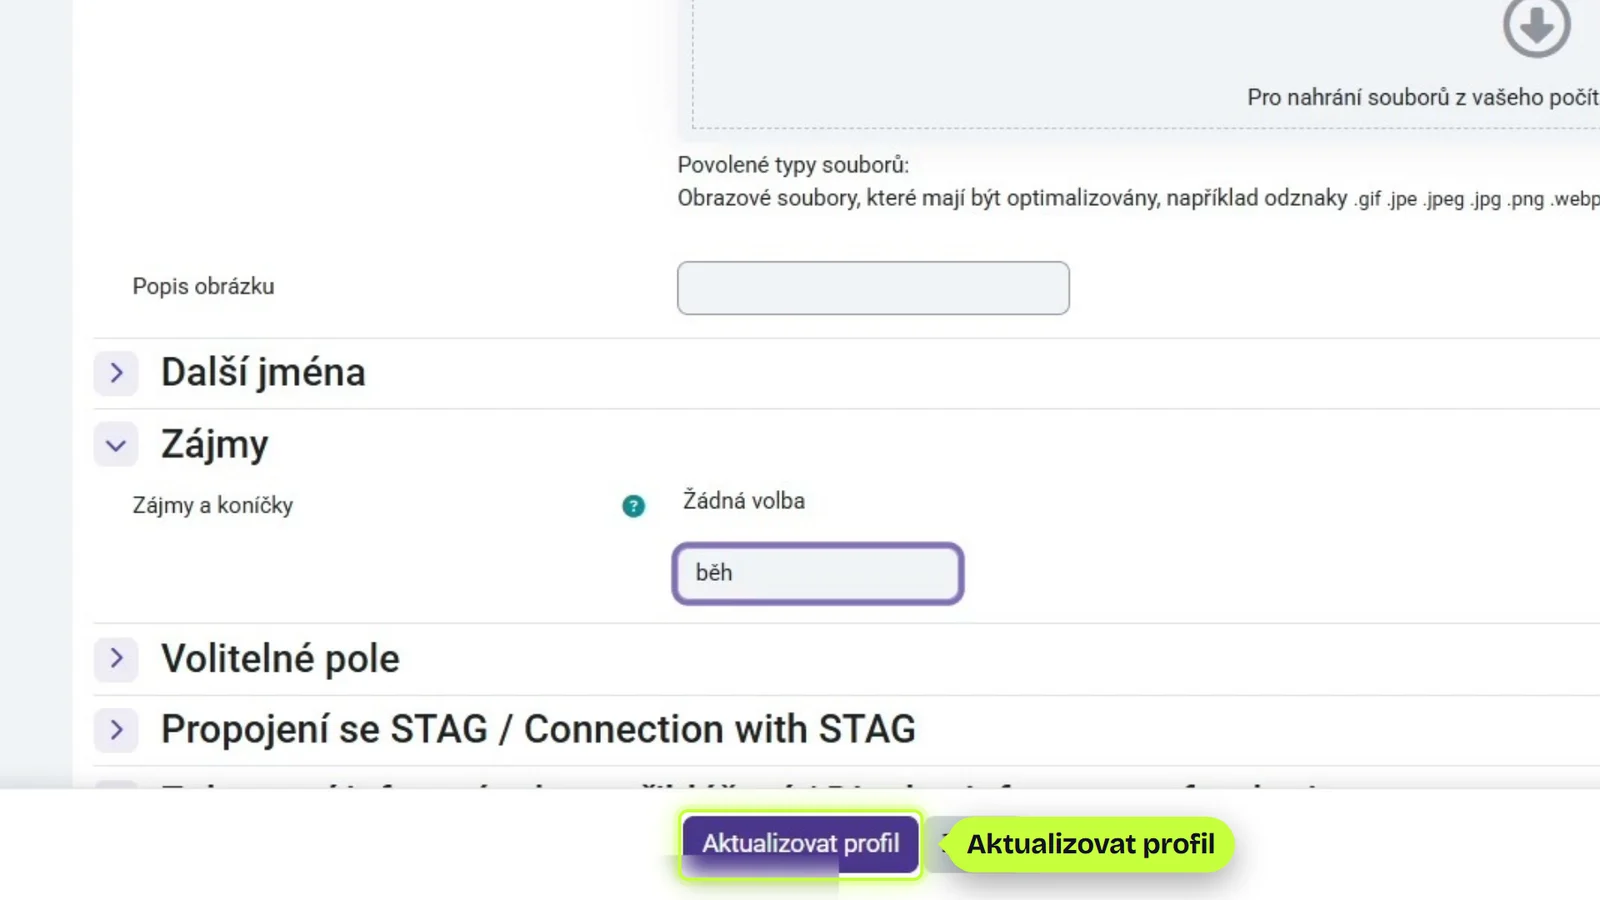 Pro nahrání souborů z vašeho
Povolené typy souborů:
Obrazové soubory, které mají být optimalizovány, například odznaky .gif .jpe .jpeg .jpg .png .webp
Popis obrázku
Další jména
Zájmy
Zájmy a koníčky
?
Žádná volba
běh
Volitelné pole
Propojení se STAG / Connection with STAG
Aktualizovat profil
Aktualizovat profil